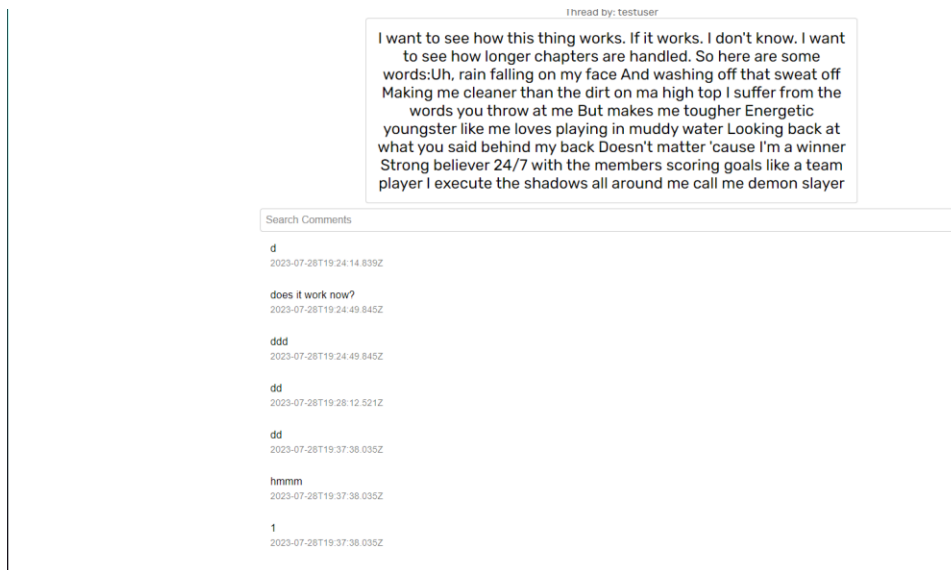 Thread by: testuser
I want to see how this thing works. If it works. I don't know. I want
to see how longer chapters are handled. So here are some
words:Uh, rain falling on my face And washing off that sweat off
Making me cleaner than the dirt on ma high top I suffer from the
words you throw at me But makes me tougher Energetic
youngster like me loves playing in muddy water Looking back at
what you said behind my back Doesn't matter 'cause I'm a winner
Strong believer 24/7 with the members scoring goals like a team
player I execute the shadows all around me call me demon slayer
Search Comments
d
2023-07-28T19:24:14.839Z
does it work now?
2023-07-28T19:24:49.845Z
ddd
2023-07-28T19:24:49.845Z
dd
2023-07-28T19:28:12.521Z
dd
2023-07-28T19:37:38.035Z
hmmm
2023-07-28T19:37:38.035Z
1
2023-07-28T19:37:38.035Z